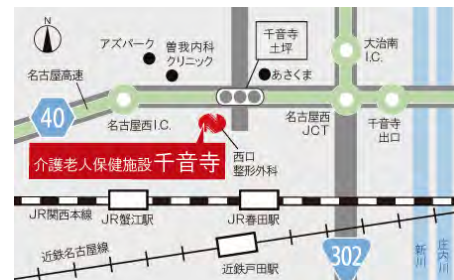 N
千音寺
土坪
大治南
I.C.
アズパーク
曽我内科
クリニック
あさくま
名古屋高速
40
名古屋西I.C.
名古屋西
JCT
千音寺
出口
介護老人保健施設千音寺
西口
整形外科
JR関西本線
JR蟹江駅
JR春田駅
近鉄名古屋線
近鉄戸田駅
302
新川
庄内川